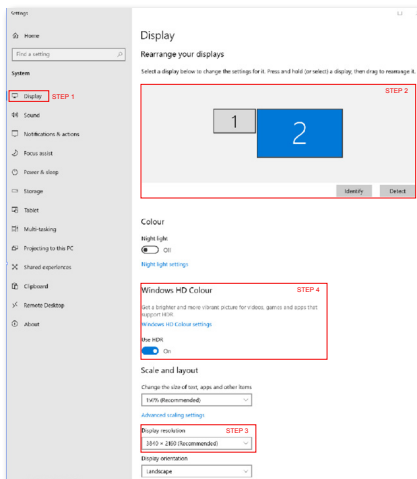 Settings
Home
Find a setting
System
Display
STEP 1
Sound
Notifications & actions
Focus assist
Power & sleep
Storage
Tablet
Multi-tasking
Projecting to this PC
Shared experiences
Clipboard
Remote Desktop
About
Display
Rearrange your displays
Select a display below to change the settings for it. Press and hold (or select) a display, then drag to rearrange it.
STEP 2
1
2
Identify
Detect
Colour
Night light
Off
Night light settings
Windows HD Colour
STEP 4
Get a brighter and more vibrant picture for videos, games and apps that
support HDR.
Windows HD Colour settings
Use HDR
On
Scale and layout
Change the size of text, apps and other items
150% (Recommended)
Advanced scaling settings
Display resolution
STEP 3
3840 × 2160 (Recommended)
Display orientation
Landscape